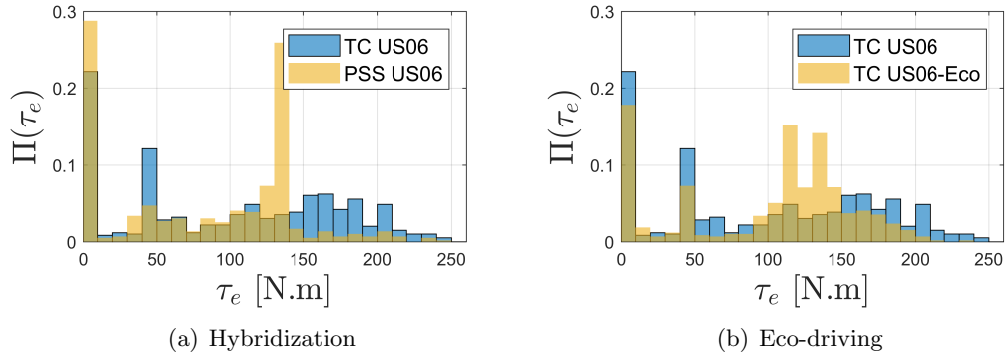 0.3
0.2
0.1
0
Π(τₑ)
TC US06
PSS US06
0 50 100 150 200 250
τₑ [N.m]
(a) Hybridization
0.3
0.2
0.1
0
Π(τₑ)
TC US06
TC US06-Eco
0 50 100 150 200 250
τₑ [N.m]
(b) Eco-driving